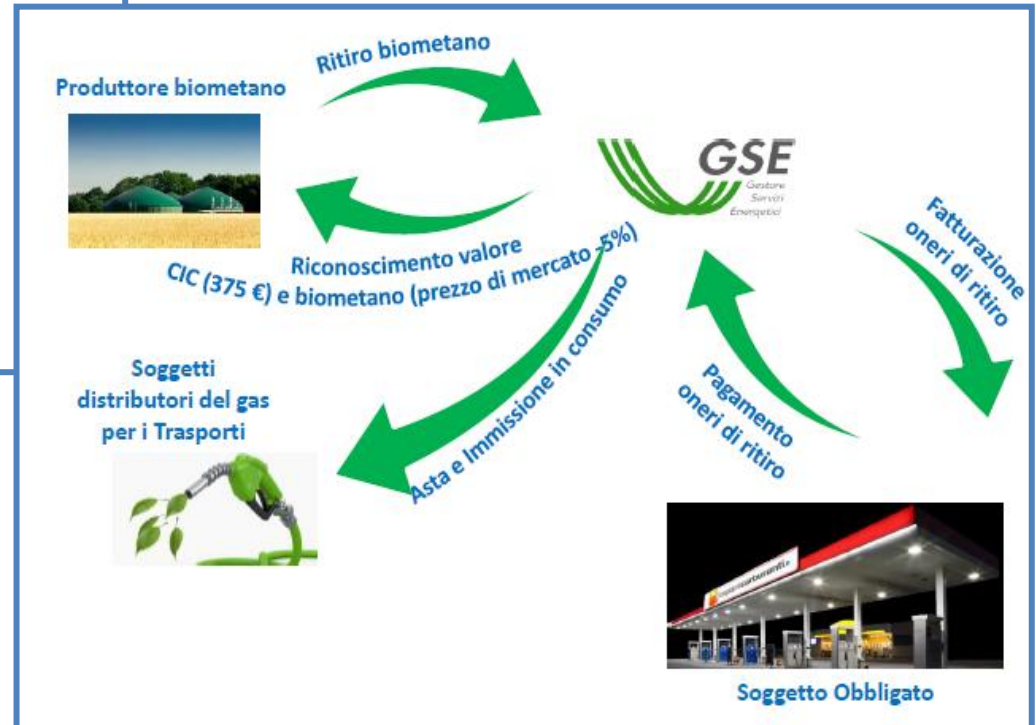 Ritiro biometano
Produttore biometano
GSE
Gestore
Servizi
Energetici
Riconoscimento valore
CIC (375 €) e biometano (prezzo di mercato -5%)
Fatturazione
oneri di ritiro
Soggetti
distributori del gas
per i Trasporti
Asta e Immissione in consumo
Pagamento
oneri di ritiro
Soggetto Obbligato